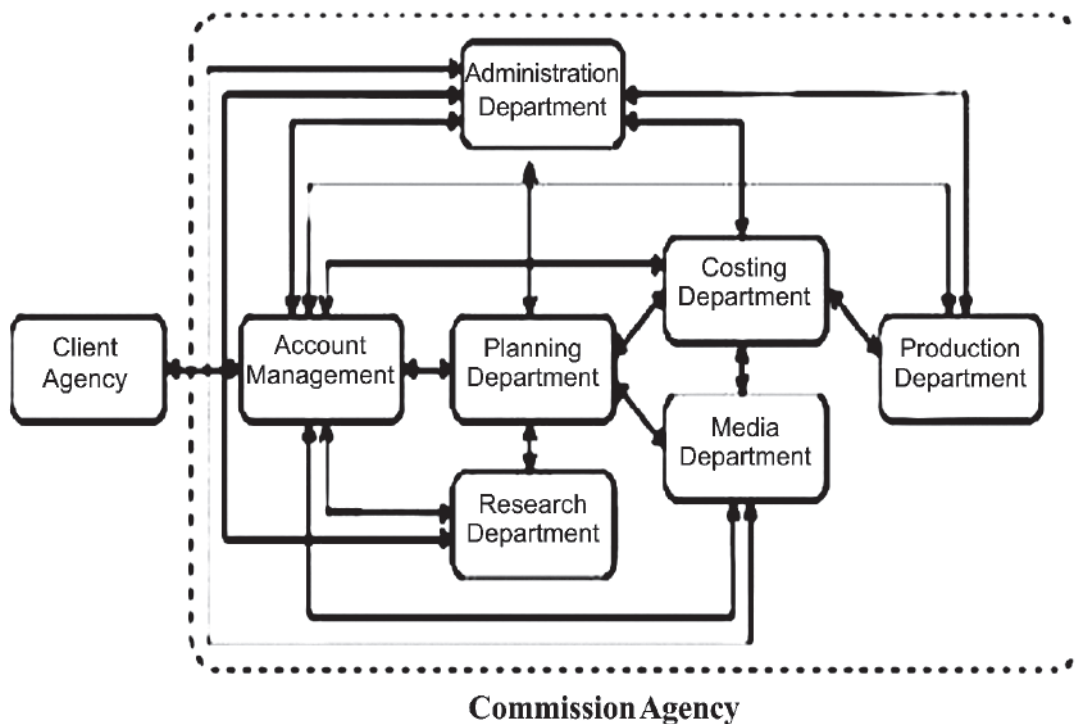 Administration
Department
Costing
Department
Client
Agency
Account
Management
Planning
Department
Production
Department
Media
Department
Research
Department
Commission Agency